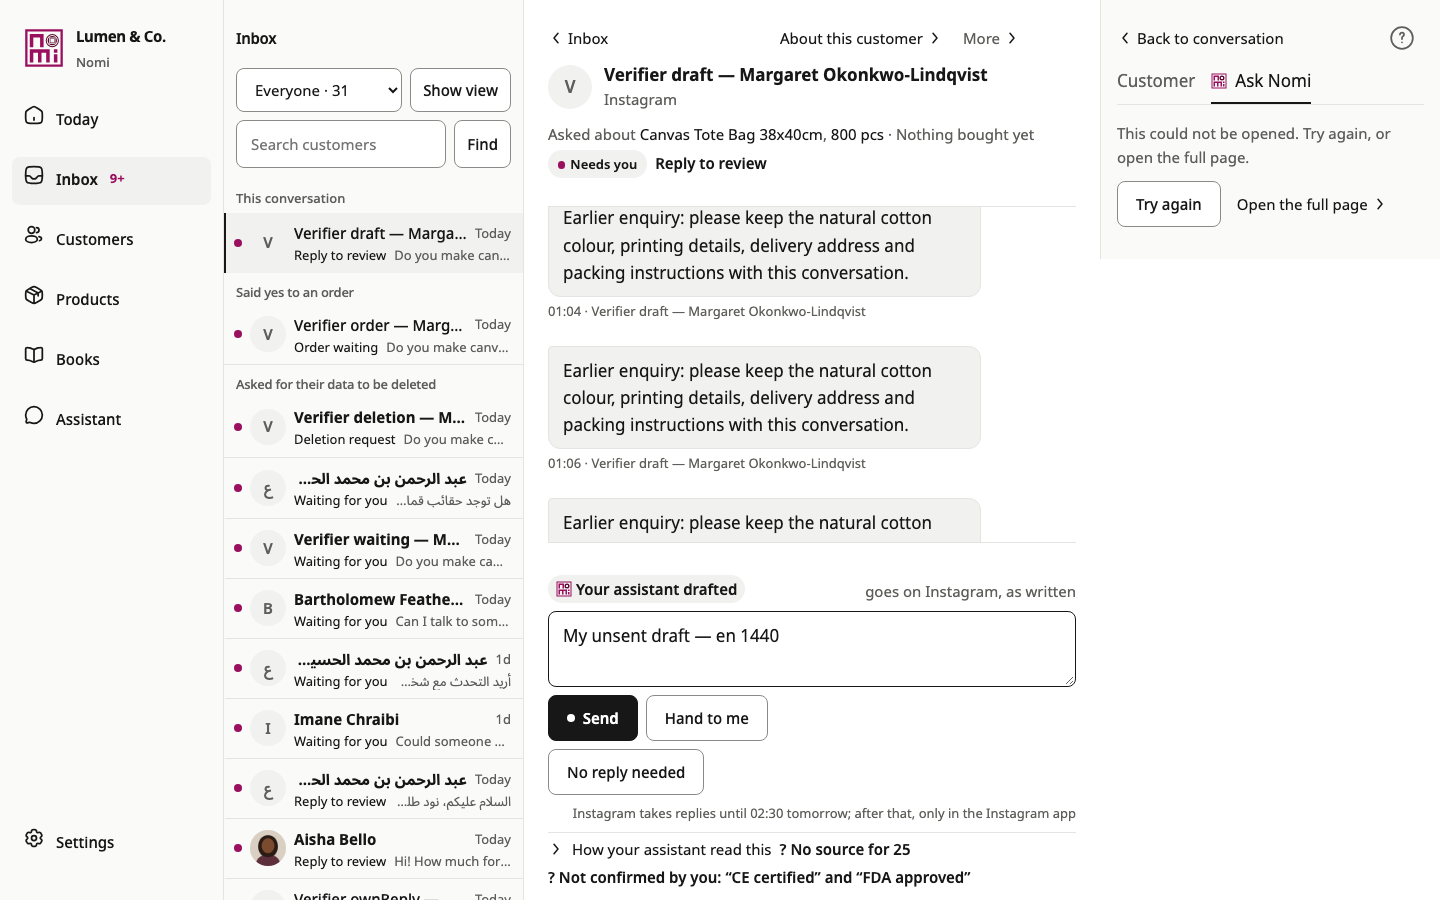 Lumen & Co.
Nomi
Today
Inbox 9+
Customers
Products
Books
Assistant
Settings
Inbox
Everyone · 31
Show view
Search customers
Find
This conversation
Verifier draft — Marga... Today
V
Reply to review Do you make can...
Said yes to an order
Verifier order — Marg... Today
V
Order waiting Do you make canv...
Asked for their data to be deleted
Verifier deletion — M... Today
V
Deletion request Do you make c...
عبد الرحمن بن محمد الحـ... Today
ع
Waiting for you هل توجد حقائب قما...
Verifier waiting — M... Today
V
Waiting for you Do you make ca...
Bartholomew Feathe... Today
B
Waiting for you Can I talk to som...
عبد الرحمن بن محمد الحسيـ... 1d
ع
Waiting for you أريد التحدث مع شخـ...
Imane Chraibi 1d
I
Waiting for you Could someone ...
عبد الرحمن بن محمد الحـ... Today
ع
Reply to review السلام عليكم، نود طلـ...
Aisha Bello Today
Reply to review Hi! How much for...
Verifier ownReply — Today
Inbox
About this customer
More
V
Verifier draft — Margaret Okonkwo-Lindqvist
Instagram
Asked about Canvas Tote Bag 38x40cm, 800 pcs · Nothing bought yet
Needs you Reply to review
Earlier enquiry: please keep the natural cotton
colour, printing details, delivery address and
packing instructions with this conversation.
01:04 · Verifier draft — Margaret Okonkwo-Lindqvist
Earlier enquiry: please keep the natural cotton
colour, printing details, delivery address and
packing instructions with this conversation.
01:06 · Verifier draft — Margaret Okonkwo-Lindqvist
Earlier enquiry: please keep the natural cotton
Your assistant drafted
goes on Instagram, as written
My unsent draft — en 1440
Send
Hand to me
No reply needed
Instagram takes replies until 02:30 tomorrow; after that, only in the Instagram app
How your assistant read this ? No source for 25
? Not confirmed by you: “CE certified” and “FDA approved”
Back to conversation
?
Customer
Ask Nomi
This could not be opened. Try again, or
open the full page.
Try again
Open the full page